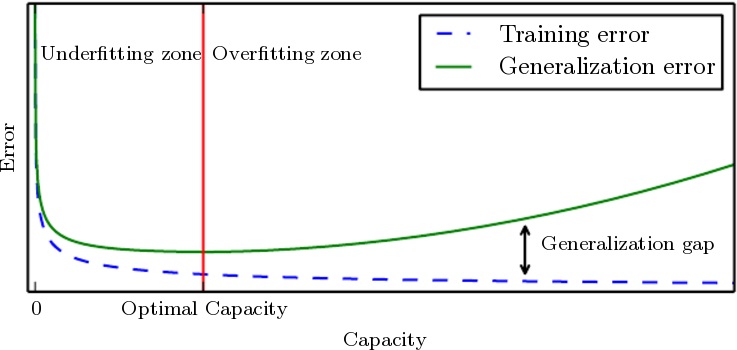 Underfitting zone
Overfitting zone
Training error
Generalization error
Error
Generalization gap
0
Optimal Capacity
Capacity